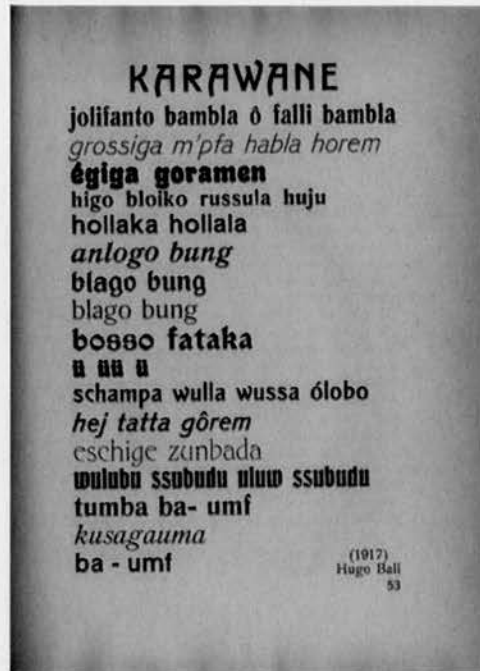 KARAWANE
jolifanto bambla ô falli bambla
grossiga m'pfa habla horem
égiga goramen
higo bloiko russula huju
hollaka hollala
anlogo bung
blago bung
blago bung
bosso fataka
ü üü ü
schampa wulla wussa ólobo
hej tatta gôrem
eschige zunbada
wulubu ssubudu uluw ssubudu
tumba ba- umf
kusagauma
ba - umf
(1917)
Hugo Ball
53